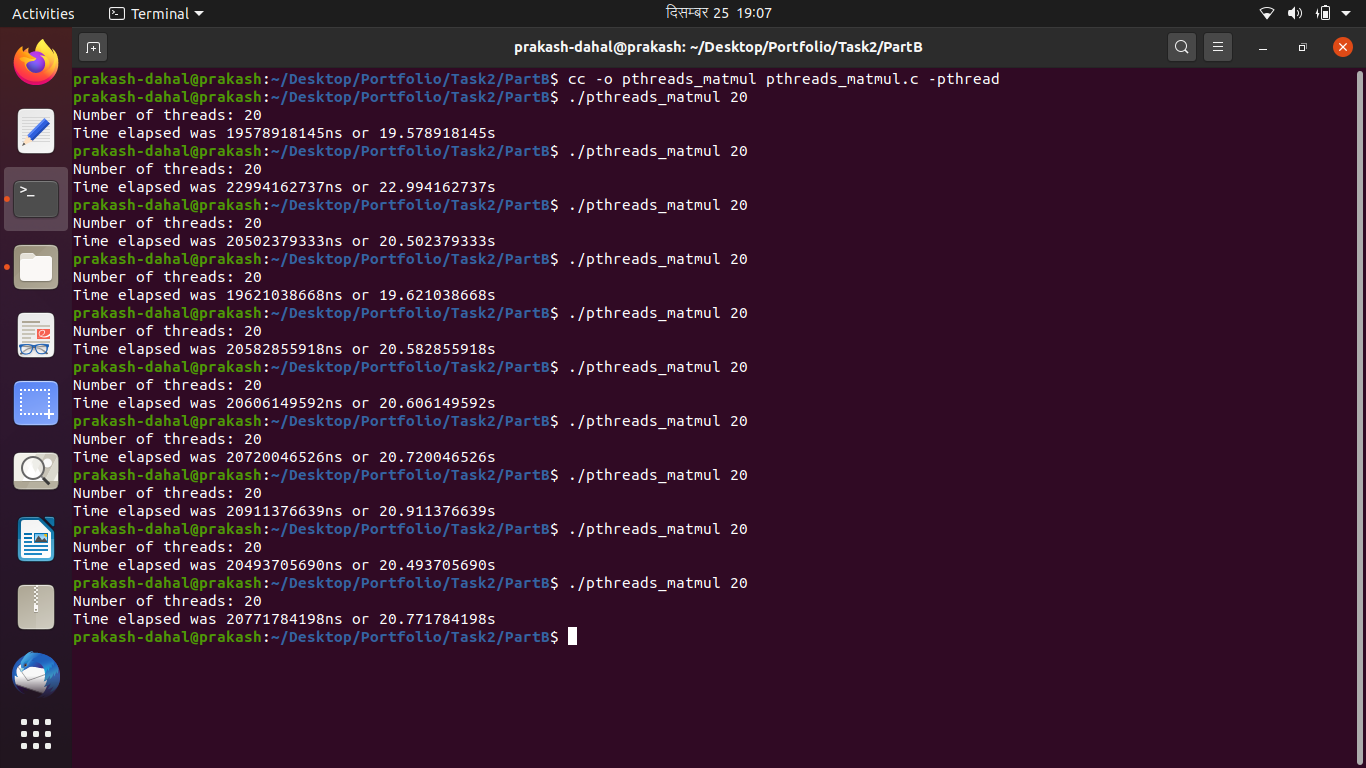 Activities
Terminal
दिसम्बर 25 19:07
prakash-dahal@prakash: ~/Desktop/Portfolio/Task2/PartB
prakash-dahal@prakash:~/Desktop/Portfolio/Task2/PartB$ cc -o pthreads_matmul pthreads_matmul.c -pthread
prakash-dahal@prakash:~/Desktop/Portfolio/Task2/PartB$ ./pthreads_matmul 20
Number of threads: 20
Time elapsed was 19578918145ns or 19.578918145s
prakash-dahal@prakash:~/Desktop/Portfolio/Task2/PartB$ ./pthreads_matmul 20
Number of threads: 20
Time elapsed was 22994162737ns or 22.994162737s
prakash-dahal@prakash:~/Desktop/Portfolio/Task2/PartB$ ./pthreads_matmul 20
Number of threads: 20
Time elapsed was 20502379333ns or 20.502379333s
prakash-dahal@prakash:~/Desktop/Portfolio/Task2/PartB$ ./pthreads_matmul 20
Number of threads: 20
Time elapsed was 19621038668ns or 19.621038668s
prakash-dahal@prakash:~/Desktop/Portfolio/Task2/PartB$ ./pthreads_matmul 20
Number of threads: 20
Time elapsed was 20582855918ns or 20.582855918s
prakash-dahal@prakash:~/Desktop/Portfolio/Task2/PartB$ ./pthreads_matmul 20
Number of threads: 20
Time elapsed was 20606149592ns or 20.606149592s
prakash-dahal@prakash:~/Desktop/Portfolio/Task2/PartB$ ./pthreads_matmul 20
Number of threads: 20
Time elapsed was 20720046526ns or 20.720046526s
prakash-dahal@prakash:~/Desktop/Portfolio/Task2/PartB$ ./pthreads_matmul 20
Number of threads: 20
Time elapsed was 20911376639ns or 20.911376639s
prakash-dahal@prakash:~/Desktop/Portfolio/Task2/PartB$ ./pthreads_matmul 20
Number of threads: 20
Time elapsed was 20493705690ns or 20.493705690s
prakash-dahal@prakash:~/Desktop/Portfolio/Task2/PartB$ ./pthreads_matmul 20
Number of threads: 20
Time elapsed was 20771784198ns or 20.771784198s
prakash-dahal@prakash:~/Desktop/Portfolio/Task2/PartB$